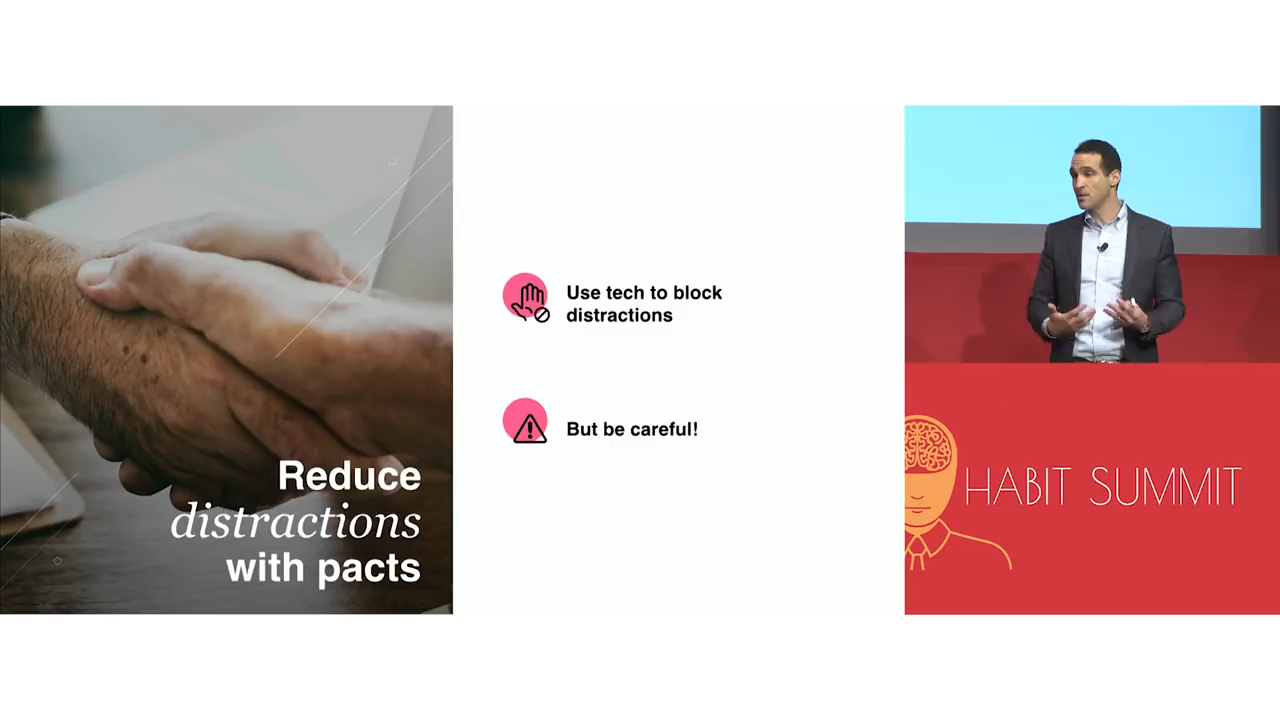 Reduce
distractions
with pacts
Use tech to block
distractions
But be careful!
HABIT SUMMIT